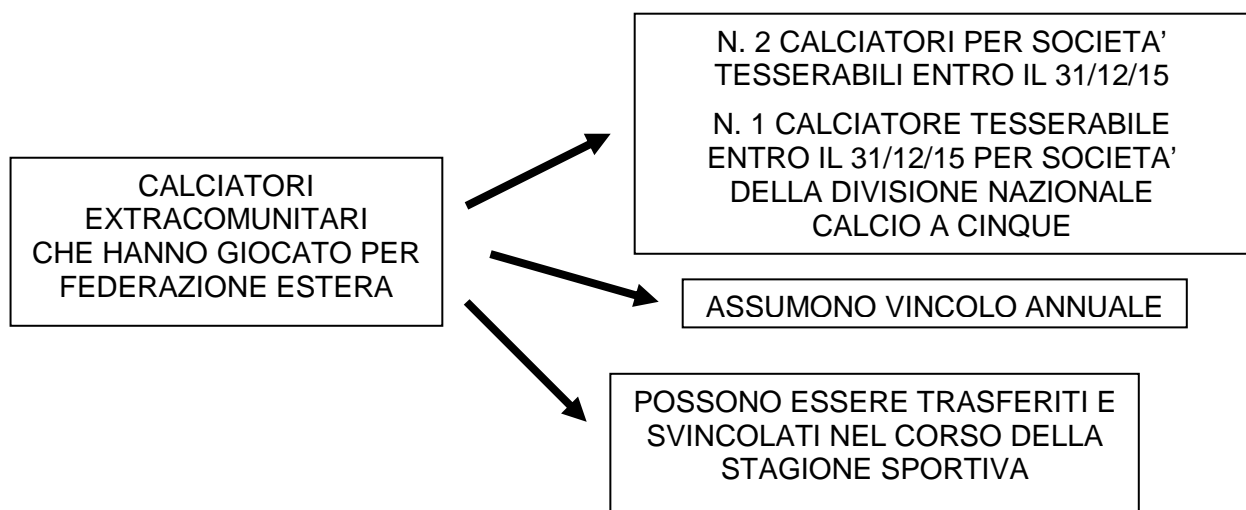 CALCIATORI
EXTRACOMUNITARI
CHE HANNO GIOCATO PER
FEDERAZIONE ESTERA
N. 2 CALCIATORI PER SOCIETA’
TESSERABILI ENTRO IL 31/12/15
N. 1 CALCIATORE TESSERABILE
ENTRO IL 31/12/15 PER SOCIETA’
DELLA DIVISIONE NAZIONALE
CALCIO A CINQUE
ASSUMONO VINCOLO ANNUALE
POSSONO ESSERE TRASFERITI E
SVINCOLATI NEL CORSO DELLA
STAGIONE SPORTIVA